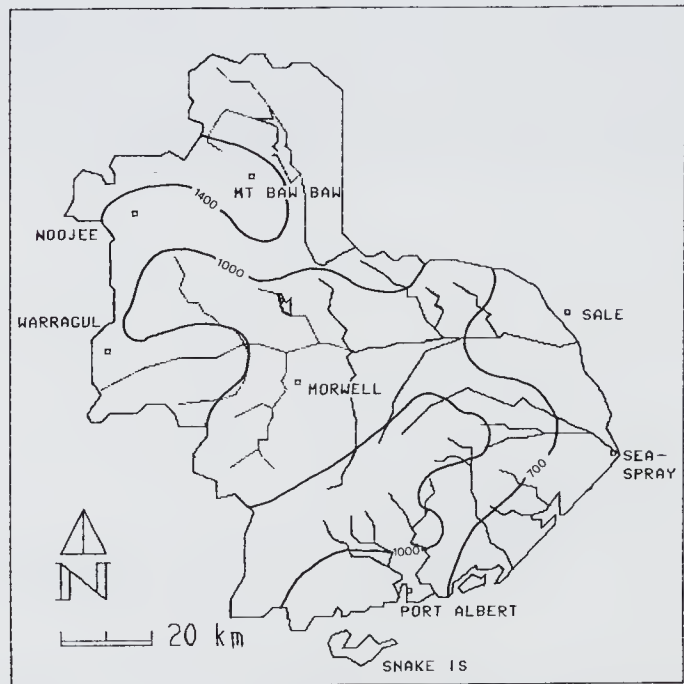 MT BAW BAW
1400
NOOJEE
1000
SALE
WARRAGUL
MORWELL
SEA-
SPRAY
700
1000
N
PORT ALBERT
20 km
SNAKE IS